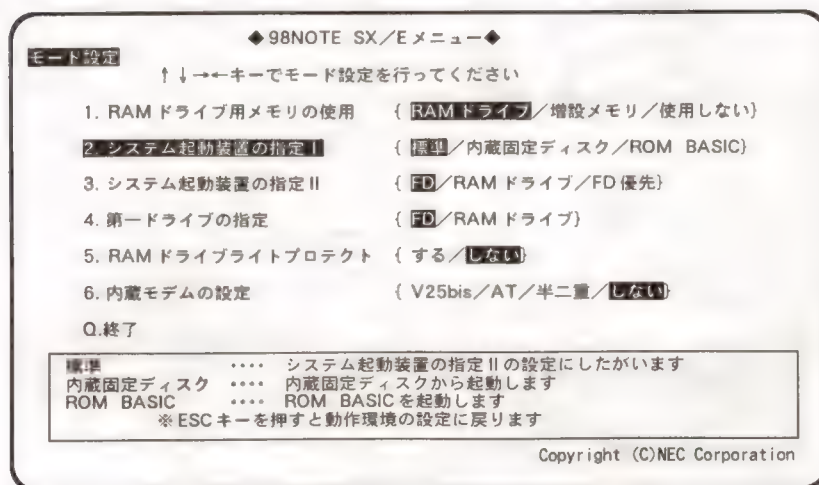 ◆98NOTE SX/Eメニュー◆
モード設定
↑↓→←キーでモード設定を行ってください
1. RAMドライブ用メモリの使用 { RAMドライブ/増設メモリ/使用しない}
2. システム起動装置の指定I { 標準/内蔵固定ディスク/ROM BASIC}
3. システム起動装置の指定II { FD/RAMドライブ/FD優先}
4. 第一ドライブの指定 { FD/RAMドライブ}
5. RAMドライブライトプロテクト { する/しない}
6. 内蔵モデムの設定 { V25bis/AT/半二重/しない}
Q.終了
標準 ‥‥ システム起動装置の指定IIの設定にしたがいます
内蔵固定ディスク ‥‥ 内蔵固定ディスクから起動します
ROM BASIC ‥‥ ROM BASICを起動します
※ESCキーを押すと動作環境の設定に戻ります
Copyright (C)NEC Corporation